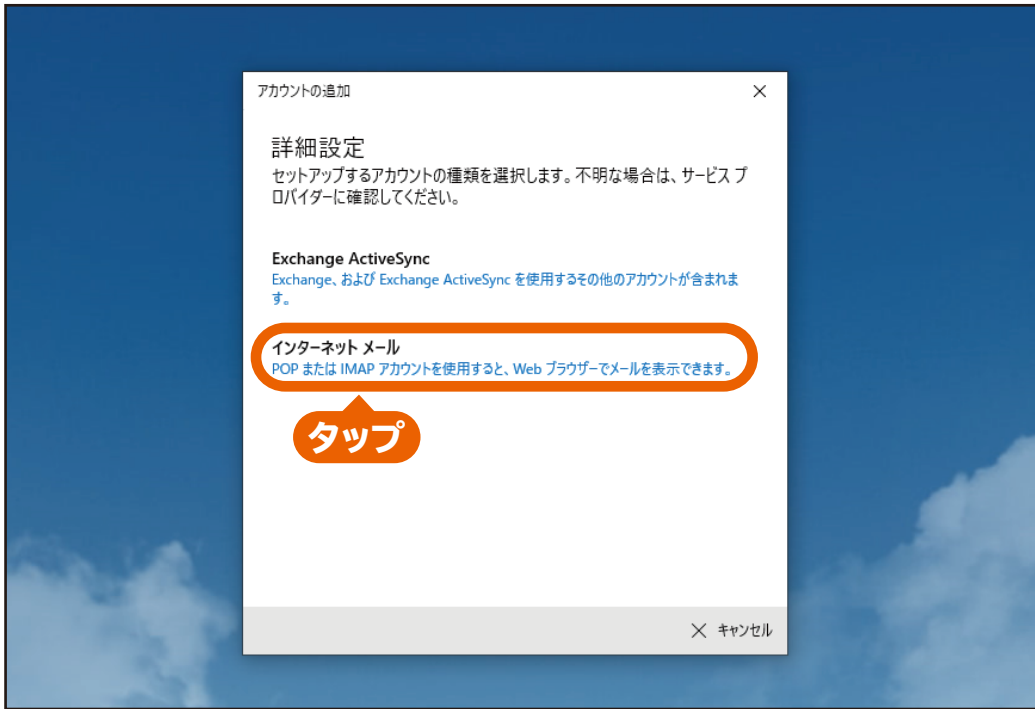 アカウントの追加
詳細設定
セットアップするアカウントの種類を選択します。不明な場合は、サービス プ
ロバイダーに確認してください。
Exchange ActiveSync
Exchange、および Exchange ActiveSync を使用するその他のアカウントが含まれま
す。
インターネット メール
POP または IMAP アカウントを使用すると、Web ブラウザーでメールを表示できます。
タップ
キャンセル